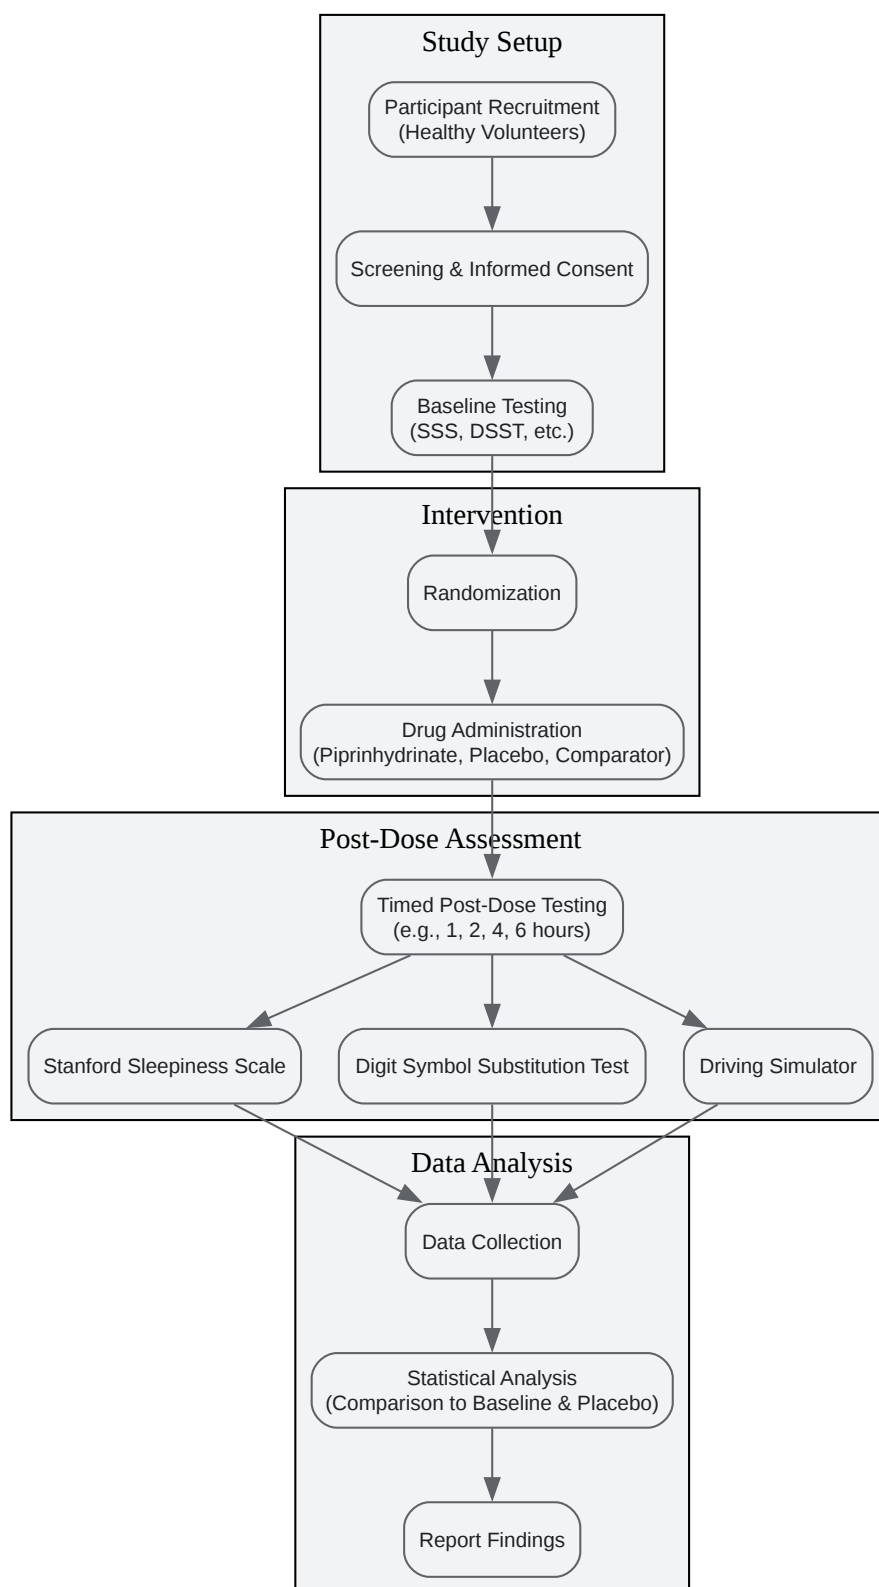 Study Setup
Participant Recruitment
(Healthy Volunteers)
Screening & Informed Consent
Baseline Testing
(SSS, DSST, etc.)
Intervention
Randomization
Drug Administration
(Piprinhydrinate, Placebo, Comparator)
Post-Dose Assessment
Timed Post-Dose Testing
(e.g., 1, 2, 4, 6 hours)
Stanford Sleepiness Scale
Digit Symbol Substitution Test
Driving Simulator
Data Analysis
Data Collection
Statistical Analysis
(Comparison to Baseline & Placebo)
Report Findings